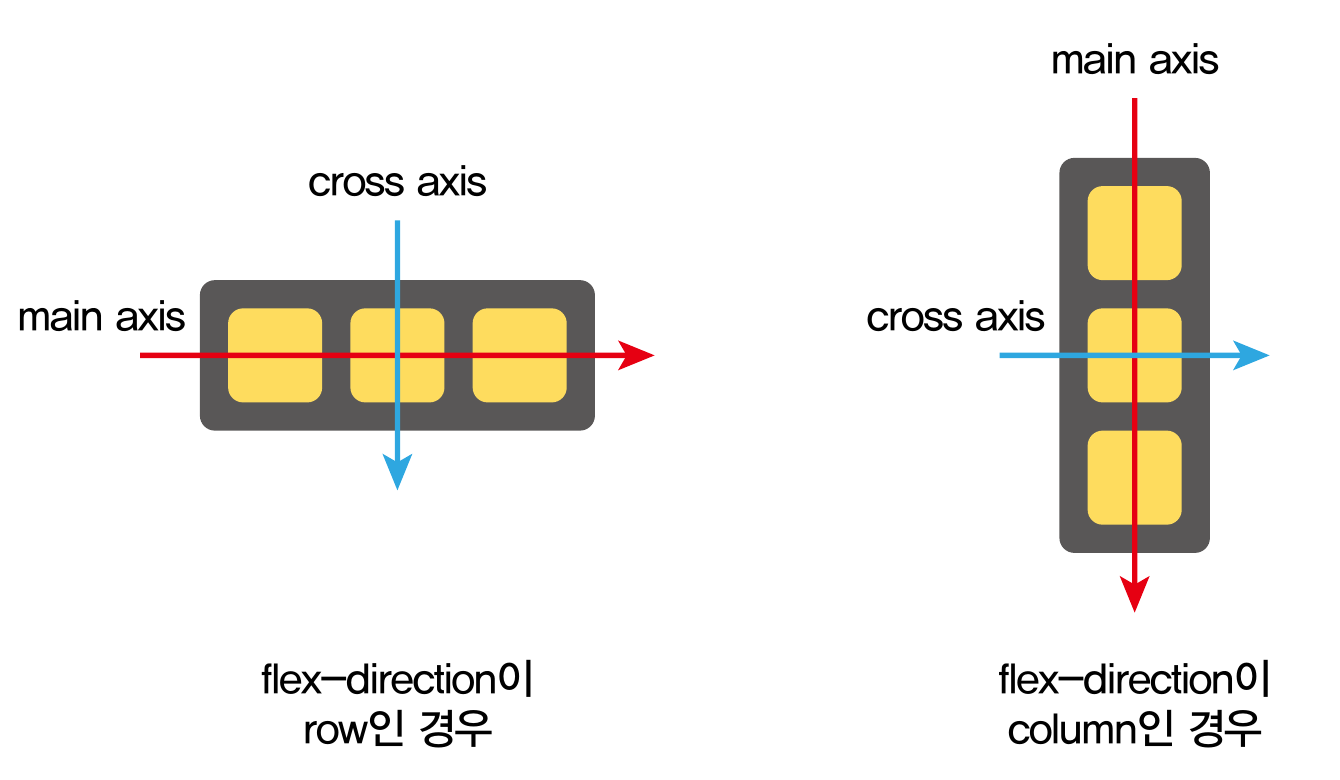 cross axis
main axis
flex-direction이
row인 경우
main axis
cross axis
flex-direction이
column인 경우